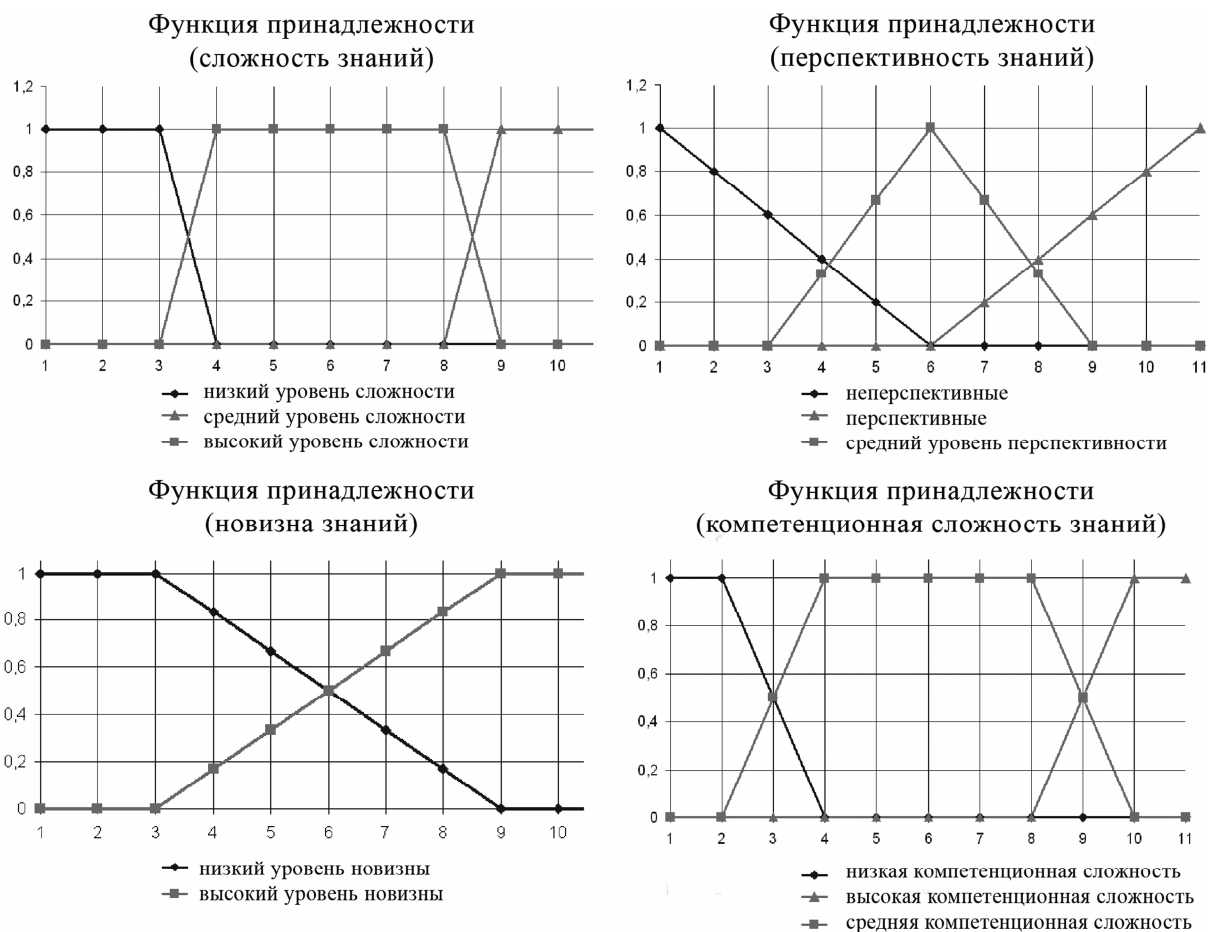 Функция принадлежности
(сложность знаний)
1,2
1
0,8
0,6
0,4
0,2
0
1 2 3 4 5 6 7 8 9 10
низкий уровень сложности
средний уровень сложности
высокий уровень сложности
Функция принадлежности
(перспективность знаний)
1,2
1
0,8
0,6
0,4
0,2
0
1 2 3 4 5 6 7 8 9 10 11
неперспективные
перспективные
средний уровень перспективности
Функция принадлежности
(новизна знаний)
1
0,8
0,6
0,4
0,2
0
1 2 3 4 5 6 7 8 9 10
низкий уровень новизны
высокий уровень новизны
Функция принадлежности
(компетенционная сложность знаний)
1
0,8
0,6
0,4
0,2
0
1 2 3 4 5 6 7 8 9 10 11
низкая компетенционная сложность
высокая компетенционная сложность
средняя компетенционная сложность